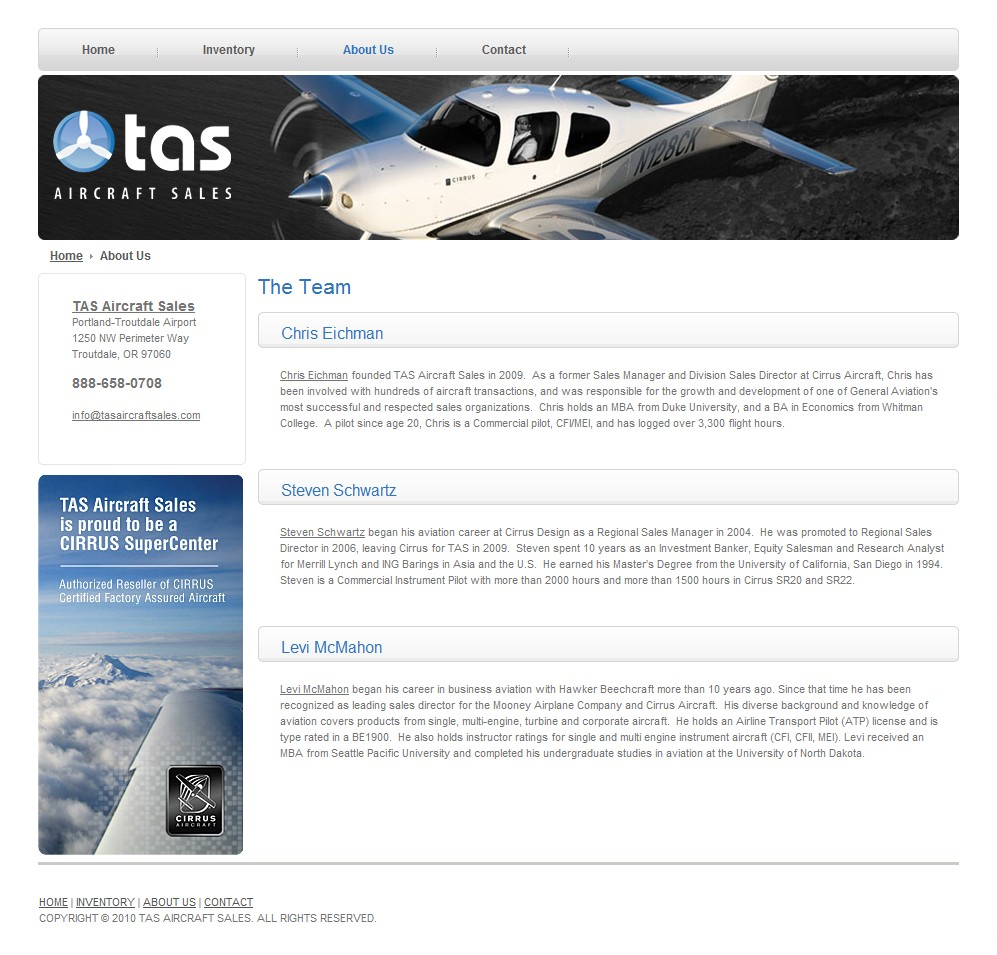 Home
Inventory
About Us
Contact
tas
AIRCRAFT SALES
CIRRUS
N128CK
Home
About Us
TAS Aircraft Sales
Portland-Troutdale Airport
1250 NW Perimeter Way
Troutdale, OR 97060
888-658-0708
info@tasaircraftsales.com
TAS Aircraft Sales
is proud to be a
CIRRUS SuperCenter
Authorized Reseller of CIRRUS
Certified Factory Assured Aircraft
CIRRUS
AIRCRAFT
The Team
Chris Eichman
Chris Eichman founded TAS Aircraft Sales in 2009. As a former Sales Manager and Division Sales Director at Cirrus Aircraft, Chris has
been involved with hundreds of aircraft transactions, and was responsible for the growth and development of one of General Aviation's
most successful and respected sales organizations. Chris holds an MBA from Duke University, and a BA in Economics from Whitman
College. A pilot since age 20, Chris is a Commercial pilot, CFI/MEI, and has logged over 3,300 flight hours.
Steven Schwartz
Steven Schwartz began his aviation career at Cirrus Design as a Regional Sales Manager in 2004. He was promoted to Regional Sales
Director in 2006, leaving Cirrus for TAS in 2009. Steven spent 10 years as an Investment Banker, Equity Salesman and Research Analyst
for Merrill Lynch and ING Barings in Asia and the U.S. He earned his Master's Degree from the University of California, San Diego in 1994.
Steven is a Commercial Instrument Pilot with more than 2000 hours and more than 1500 hours in Cirrus SR20 and SR22.
Levi McMahon
Levi McMahon began his career in business aviation with Hawker Beechcraft more than 10 years ago. Since that time he has been
recognized as leading sales director for the Mooney Airplane Company and Cirrus Aircraft. His diverse background and knowledge of
aviation covers products from single, multi-engine, turbine and corporate aircraft. He holds an Airline Transport Pilot (ATP) license and is
type rated in a BE1900. He also holds instructor ratings for single and multi engine instrument aircraft (CFI, CFII, MEI). Levi received an
MBA from Seattle Pacific University and completed his undergraduate studies in aviation at the University of North Dakota.
HOME | INVENTORY | ABOUT US | CONTACT
COPYRIGHT © 2010 TAS AIRCRAFT SALES. ALL RIGHTS RESERVED.